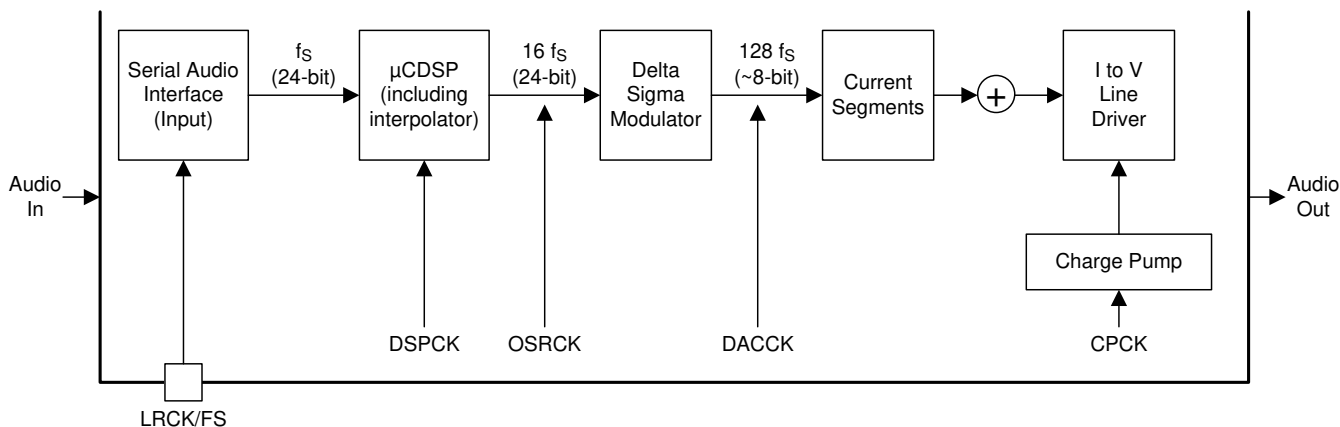 Serial Audio
Interface
(Input)
fS
(24-bit)
µCDSP
(including
interpolator)
16 fS
(24-bit)
Delta
Sigma
Modulator
128 fS
(~8-bit)
Current
Segments
+
I to V
Line
Driver
Audio
In
Audio
Out
Charge Pump
DSPCK
OSRCK
DACCK
CPCK
LRCK/FS